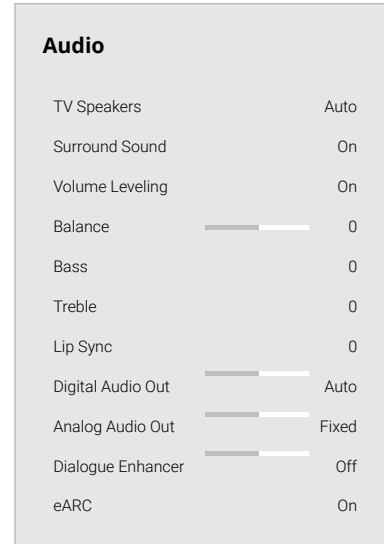 Audio
TV Speakers Auto
Surround Sound On
Volume Leveling On
Balance 0
Bass 0
Treble 0
Lip Sync 0
Digital Audio Out Auto
Analog Audio Out Fixed
Dialogue Enhancer Off
eARC On